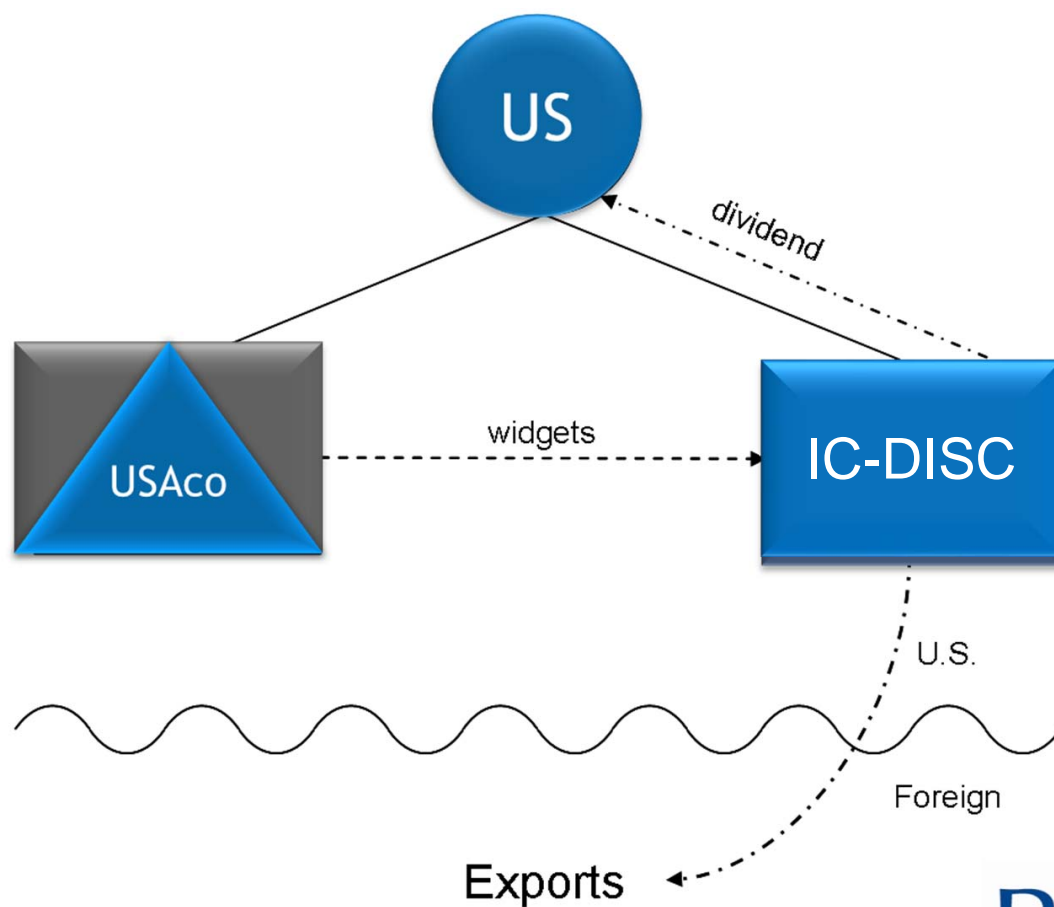 US
dividend
USAco
widgets
IC-DISC
U.S.
Foreign
Exports